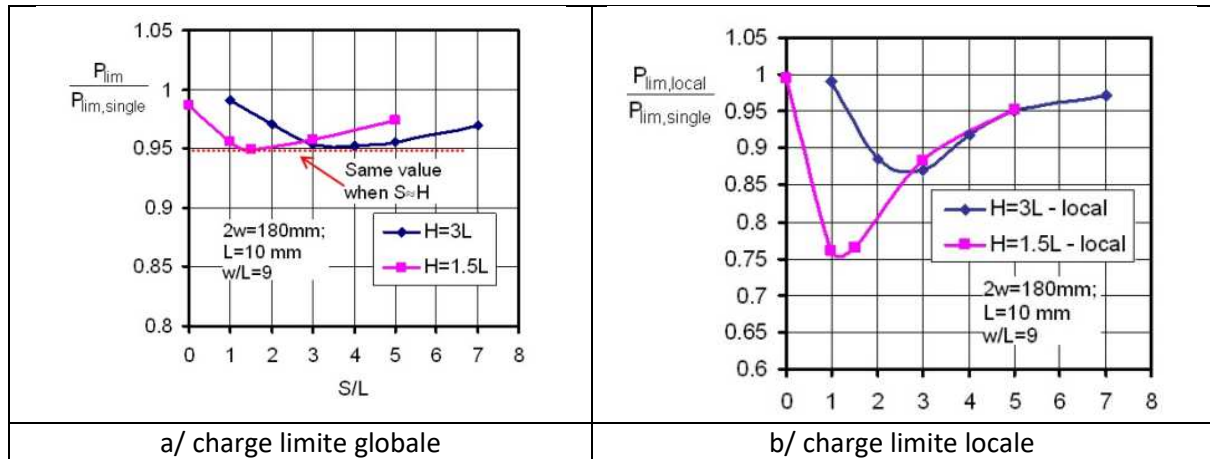 1.05
1
0.95
0.9
0.85
0.8
P_lim
P_lim,single
Same value
when S≈H
2w=180mm;
L=10 mm
w/L=9
H=3L
H=1.5L
0 1 2 3 4 5 6 7 8
S/L
a/ charge limite globale
1.05
1
0.95
0.9
0.85
0.8
0.75
0.7
0.65
0.6
P_lim,local
P_lim,single
H=3L - local
H=1.5L - local
2w=180mm;
L=10 mm
w/L=9
0 1 2 3 4 5 6 7 8
b/ charge limite locale